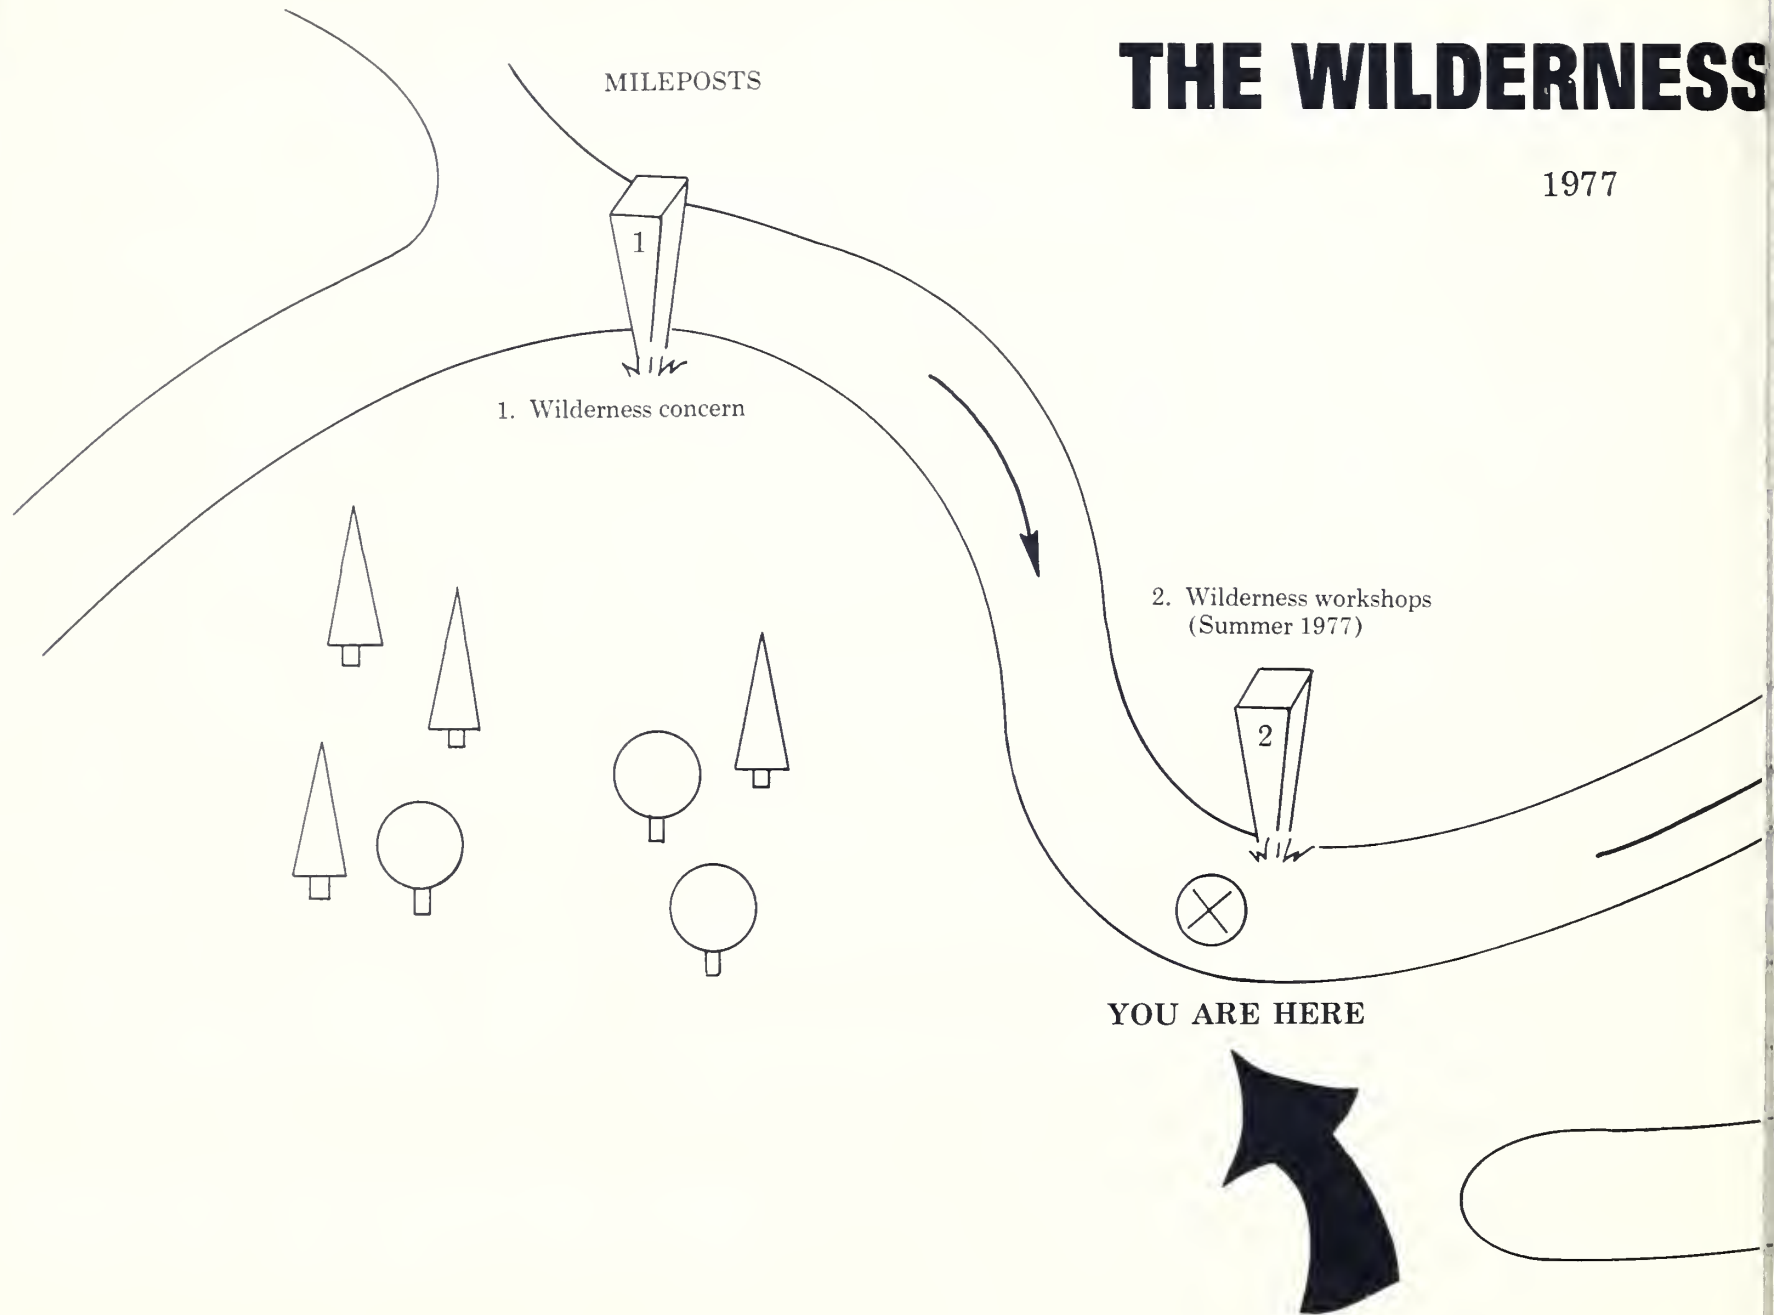 THE WILDERNESS
1977
MILEPOSTS
1
1. Wilderness concern
2. Wilderness workshops
(Summer 1977)
2
YOU ARE HERE